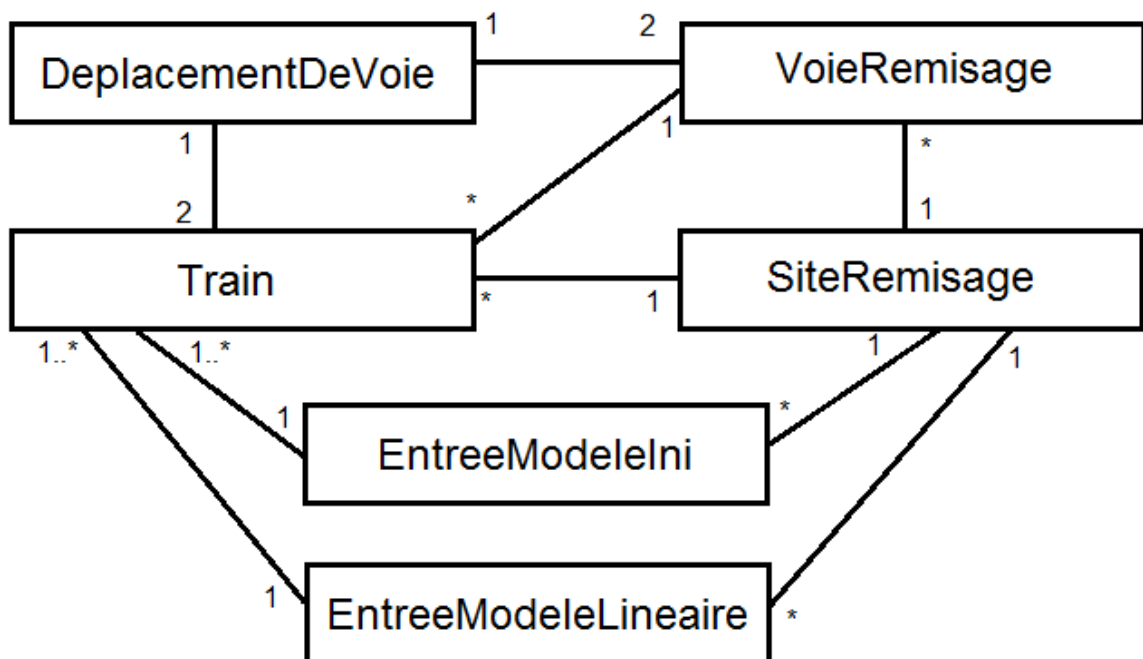 1 2
DeplacementDeVoie VoieRemisage
1 1 *
* 
2 1
Train SiteRemisage
* 1
1..* 1..* 1 1
1 *
EntreeModeleIni
1 *
EntreeModeleLineaire